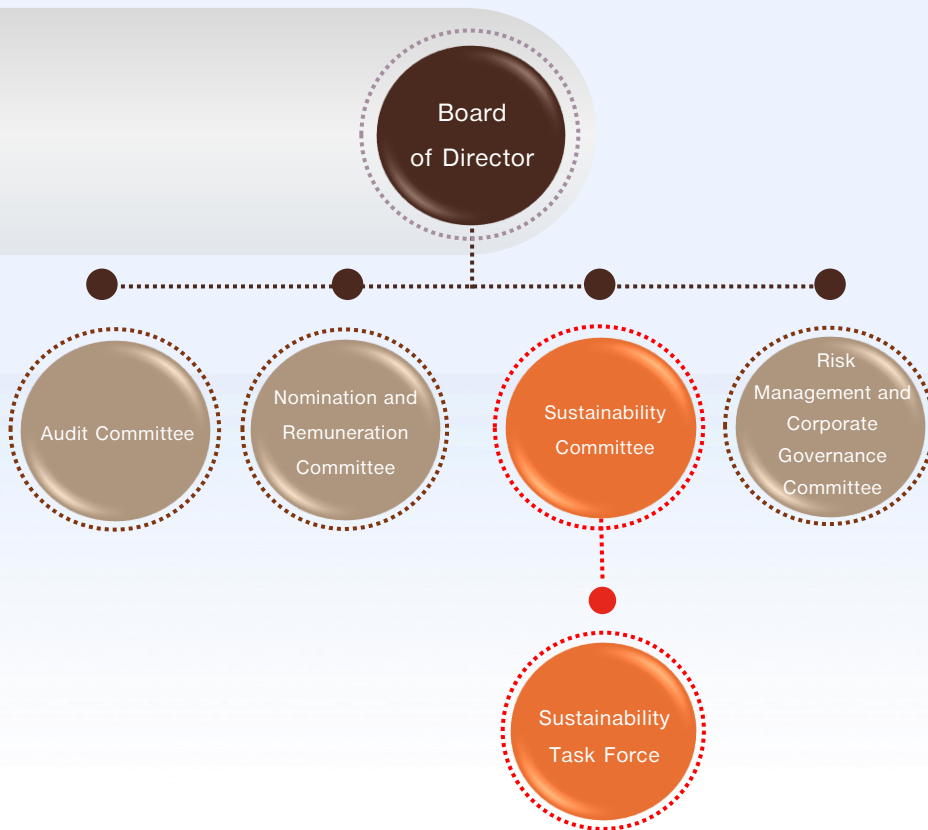 Board
of Director
Audit Committee
Nomination and
Remuneration
Committee
Sustainability
Committee
Risk
Management and
Corporate
Governance
Committee
Sustainability
Task Force